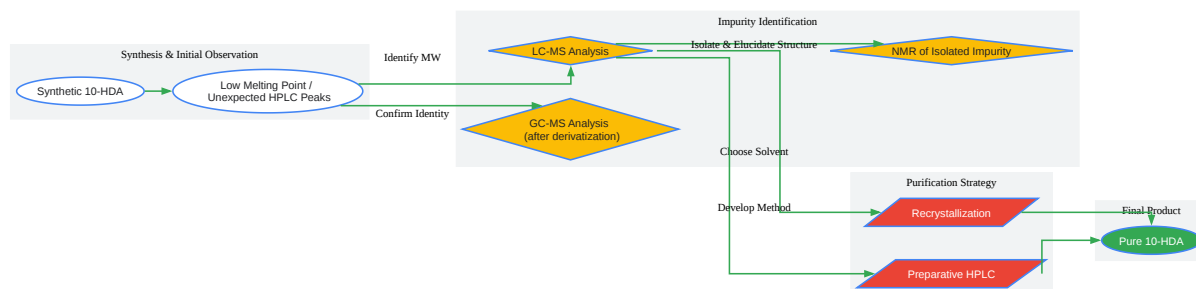 Synthesis & Initial Observation
Synthetic 10-HDA
Low Melting Point /
Unexpected HPLC Peaks
Identify MW
Confirm Identity
Impurity Identification
LC-MS Analysis
Isolate & Elucidate Structure
NMR of Isolated Impurity
GC-MS Analysis
(after derivatization)
Choose Solvent
Develop Method
Purification Strategy
Recrystallization
Preparative HPLC
Final Product
Pure 10-HDA